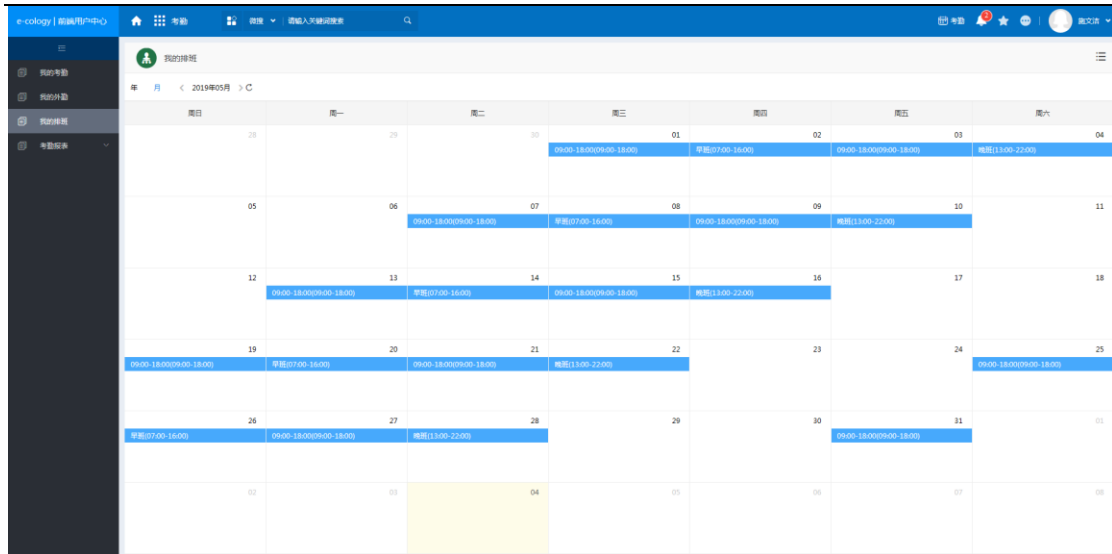 e-cology | 前端用户中心 考勤 微搜 | 请输入关键词搜索 考勤 2 施文洁
我的排班
我的考勤
年 月 < 2019年05月 >
我的外勤
周日 周一 周二 周三 周四 周五 周六
我的排班
28 29 30 01 02 03 04
考勤报表
09:00-18:00(09:00-18:00) 早班(07:00-16:00) 09:00-18:00(09:00-18:00) 晚班(13:00-22:00)
05 06 07 08 09 10 11
09:00-18:00(09:00-18:00) 早班(07:00-16:00) 09:00-18:00(09:00-18:00) 晚班(13:00-22:00)
12 13 14 15 16 17 18
09:00-18:00(09:00-18:00) 早班(07:00-16:00) 09:00-18:00(09:00-18:00) 晚班(13:00-22:00)
19 20 21 22 23 24 25
09:00-18:00(09:00-18:00) 早班(07:00-16:00) 09:00-18:00(09:00-18:00) 晚班(13:00-22:00) 09:00-18:00(09:00-18:00)
26 27 28 29 30 31 01
早班(07:00-16:00) 09:00-18:00(09:00-18:00) 晚班(13:00-22:00) 09:00-18:00(09:00-18:00)
02 03 04 05 06 07 08